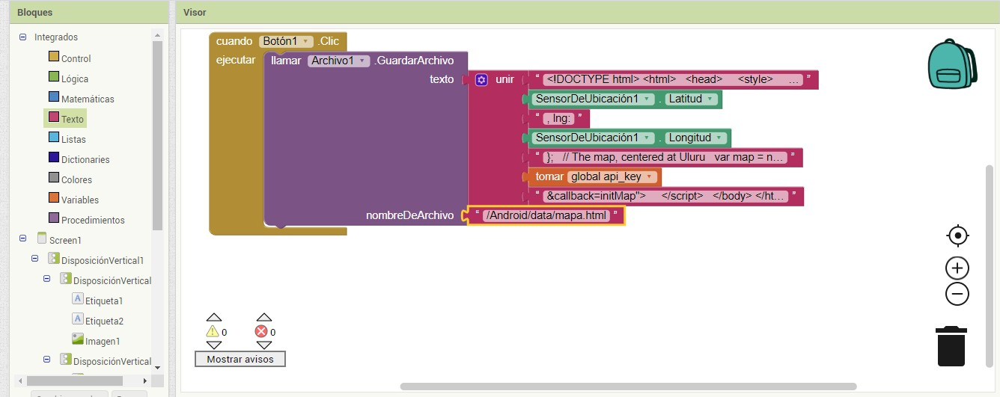 Bloques
Integrados
Control
Lógica
Matemáticas
Texto
Listas
Dictionaries
Colores
Variables
Procedimientos
Screen1
DisposiciónVertical1
DisposiciónVertical
Etiqueta1
Etiqueta2
Imagen1
DisposiciónVertical
Visor
cuando Botón1 .Clic
ejecutar llamar Archivo1 .GuardarArchivo
texto unir “ <!DOCTYPE html> <html> <head> <style> ... ”
SensorDeUbicación1 . Latitud
“ , lng: ”
SensorDeUbicación1 . Longitud
“ }; // The map, centered at Uluru var map = n... ”
tomar global api_key
“ &callback=initMap"> </script> </body> </ht... ”
nombreDeArchivo “ /Android/data/mapa.html ”
0 0
Mostrar avisos